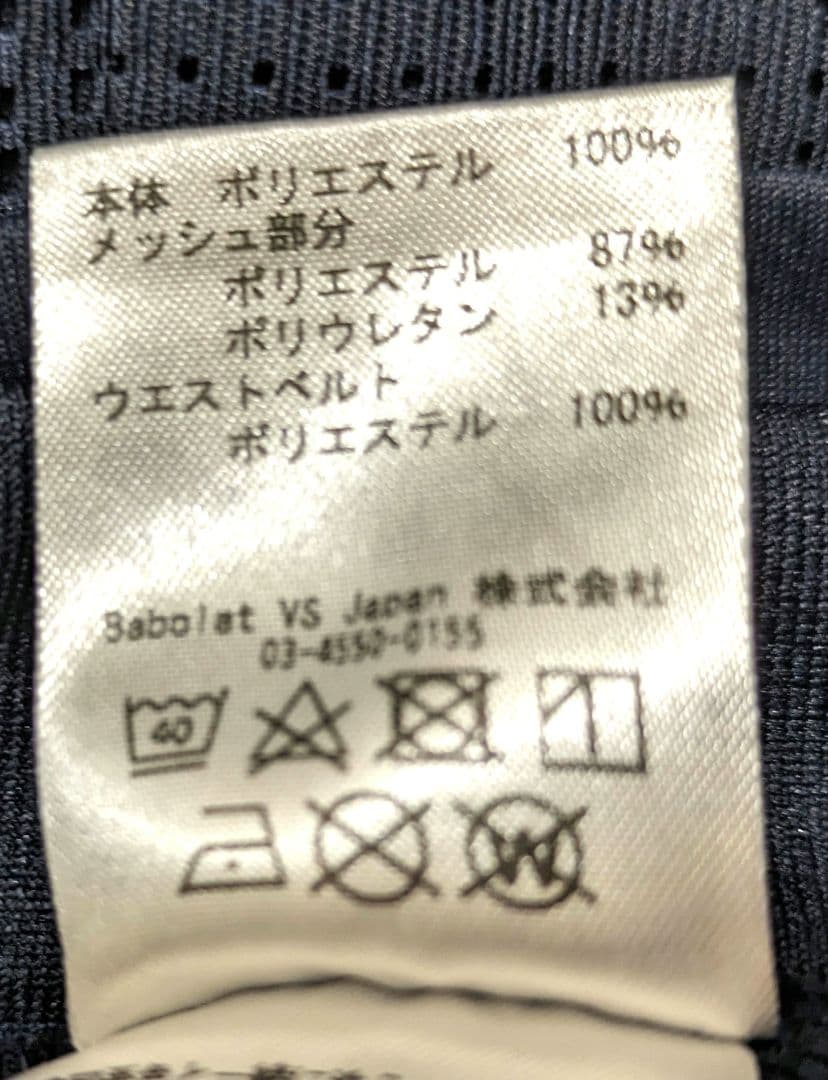 本体 ポリエステル 100%
メッシュ部分
ポリエステル 87%
ポリウレタン 13%
ウエストベルト
ポリエステル 100%
Babolat VS Japan 株式会社
03-4550-0155
40
W